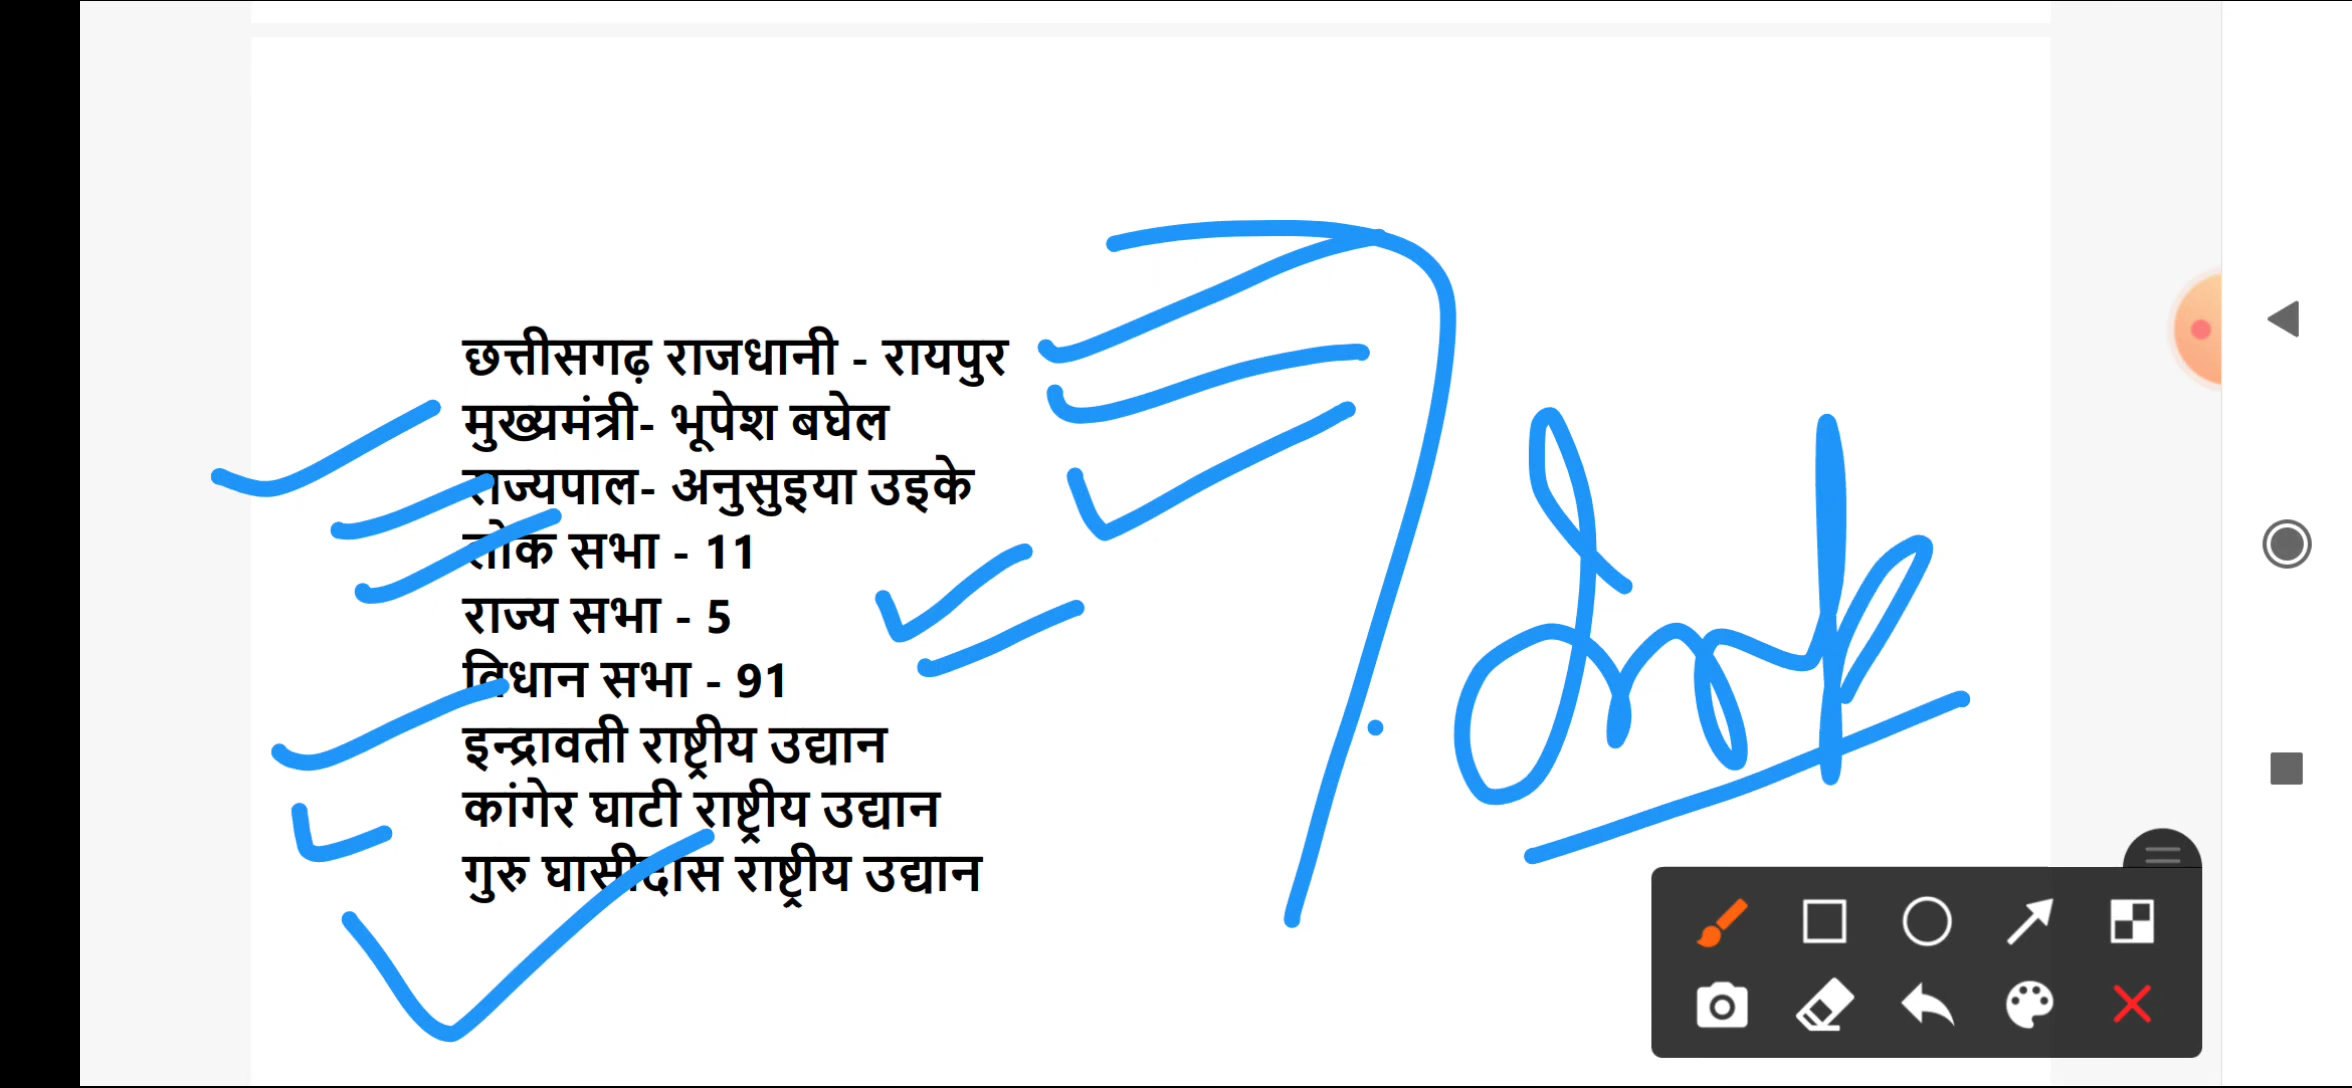 छत्तीसगढ़ राजधानी - रायपुर
मुख्यमंत्री- भूपेश बघेल
राज्यपाल- अनुसुइया उइके
लोक सभा - 11
राज्य सभा - 5
विधान सभा - 91
इन्द्रावती राष्ट्रीय उद्यान
कांगेर घाटी राष्ट्रीय उद्यान
गुरु घासीदास राष्ट्रीय उद्यान